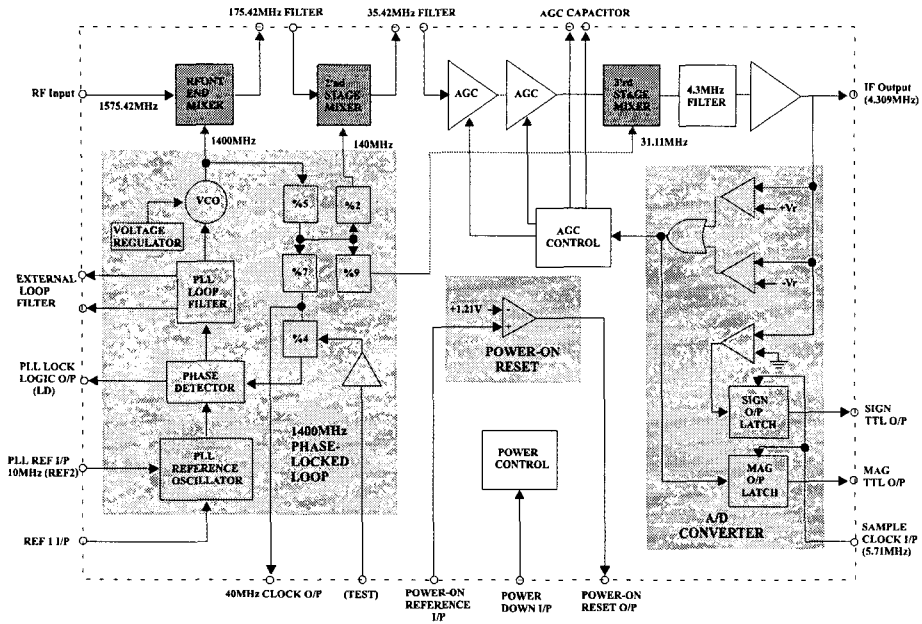 175.42MHz FILTER
35.42MHz FILTER
AGC CAPACITOR
RF Input
1575.42MHz
RFONT
END
MIXER
2'nd
STAGE
MIXER
AGC
AGC
3'rd
STAGE
MIXER
4.3MHz
FILTER
IF Output
(4.309MHz)
1400MHz
140MHz
31.11MHz
VCO
VOLTAGE
REGULATOR
%5
%2
%7
%9
%4
AGC
CONTROL
+Vr
-Vr
EXTERNAL
LOOP
FILTER
PLL
LOOP
FILTER
+1.21V
-
+
POWER-ON
RESET
PLL LOCK
LOGIC O/P
(LD)
PHASE
DETECTOR
1400MHz
PHASE-
LOCKED
LOOP
SIGN
O/P
LATCH
SIGN
TTL O/P
PLL REF I/P
10MHz (REF2)
PLL
REFERENCE
OSCILLATOR
POWER
CONTROL
MAG
O/P
LATCH
MAG
TTL O/P
A/D
CONVERTER
REF 1 I/P
SAMPLE
CLOCK I/P
(5.71MHz)
40MHz CLOCK O/P
(TEST)
POWER-ON
REFERENCE
I/P
POWER
DOWN I/P
POWER-ON
RESET O/P